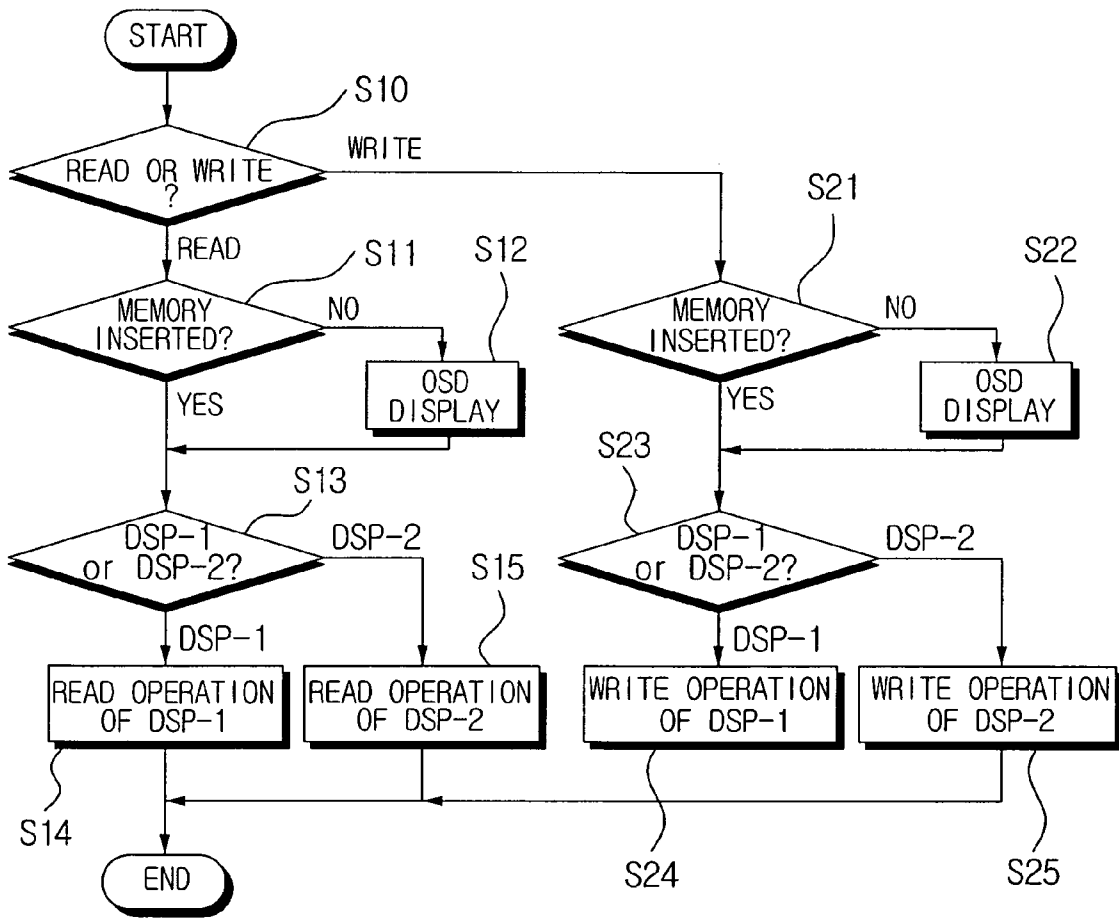 START
S10
READ OR WRITE
?
WRITE
READ
S11
S12
S21
S22
MEMORY
INSERTED?
NO
OSD
DISPLAY
YES
MEMORY
INSERTED?
NO
OSD
DISPLAY
YES
S13
DSP-1
or DSP-2?
DSP-2
S15
DSP-1
S23
DSP-1
or DSP-2?
DSP-2
DSP-1
READ OPERATION
OF DSP-1
READ OPERATION
OF DSP-2
WRITE OPERATION
OF DSP-1
WRITE OPERATION
OF DSP-2
S14
S24
S25
END